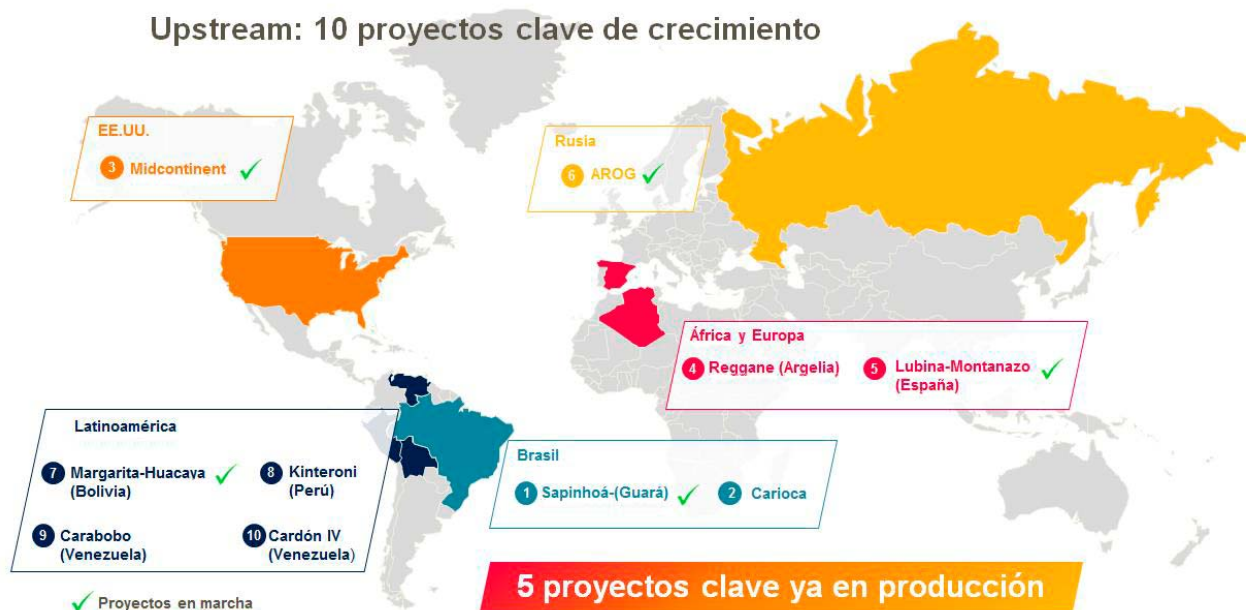 Upstream: 10 proyectos clave de crecimiento
EE.UU.
3 Midcontinent
Rusia
6 AROG
África y Europa
4 Reggane (Argelia)
5 Lubina-Montanazo
(España)
Latinoamérica
7 Margarita-Huacaya
(Bolivia)
8 Kinteroni
(Perú)
9 Carabobo
(Venezuela)
10 Cardón IV
(Venezuela)
Brasil
1 Sapinhoá-(Guará)
2 Carioca
5 proyectos clave ya en producción
Proyectos en marcha